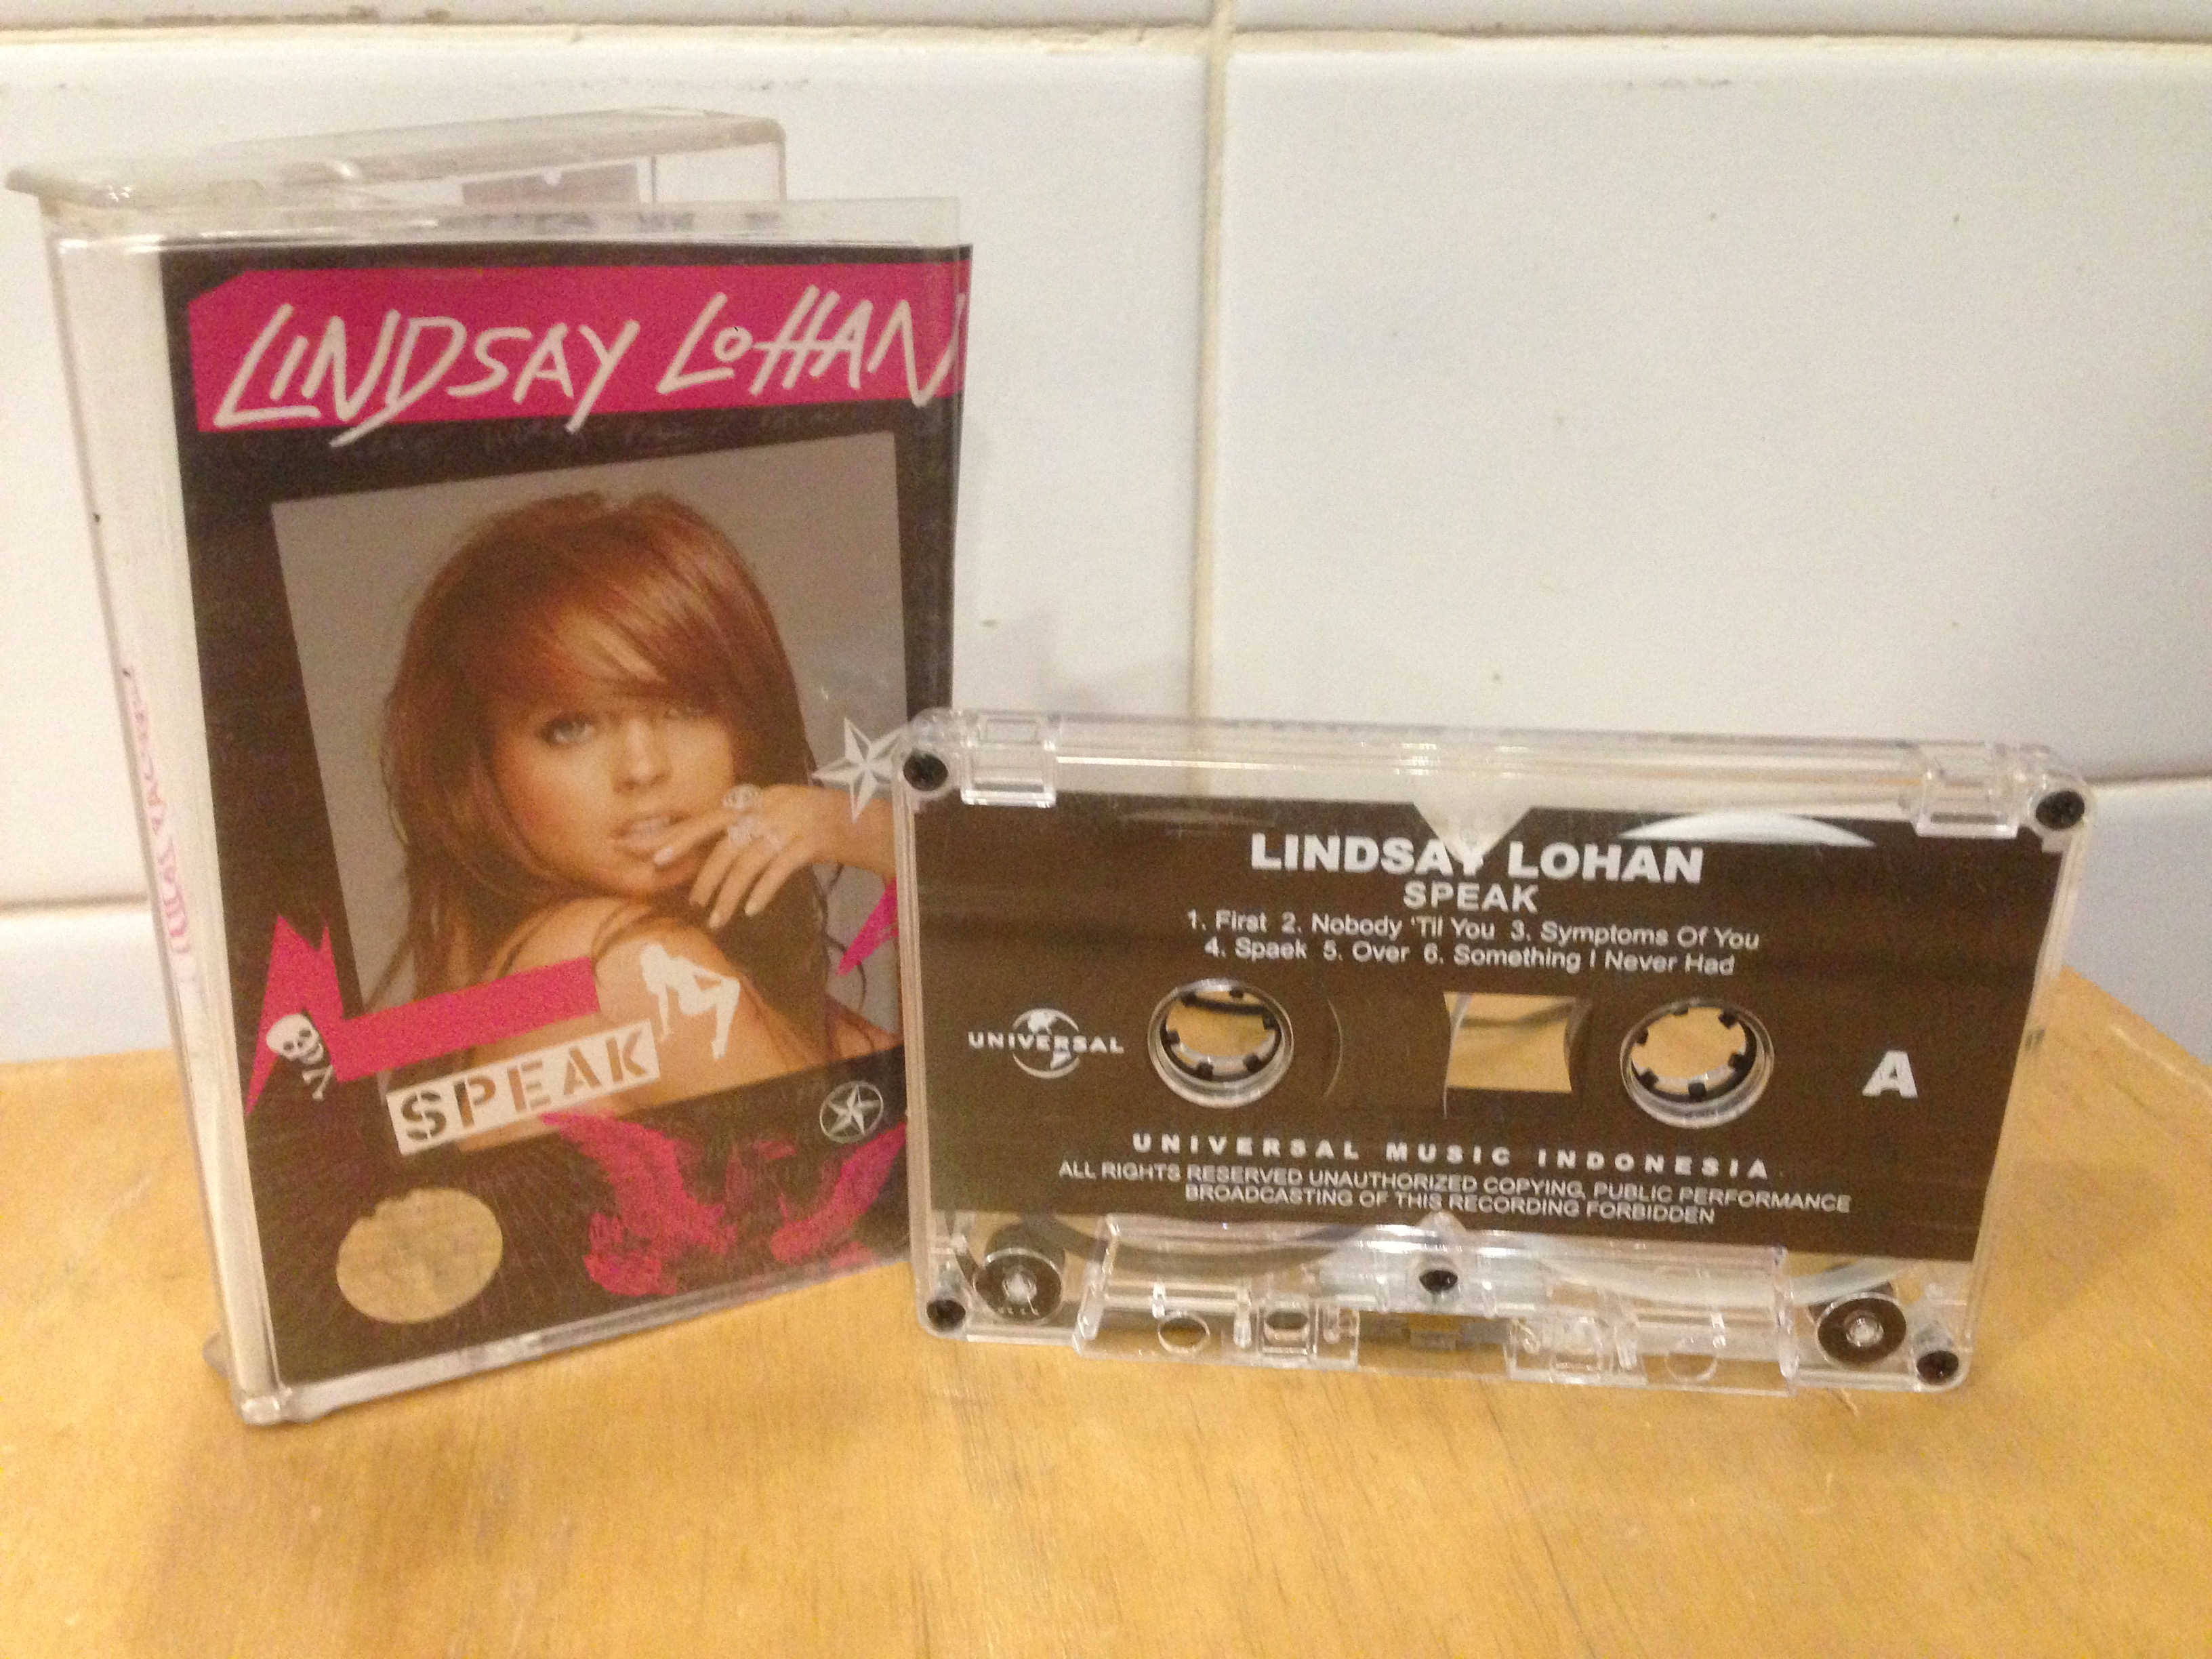 LINDSAY LOHAN
SPEAK
LINDSAY LOHAN
SPEAK
1. First 2. Nobody 'Til You 3. Symptoms Of You
4. Spaek 5. Over 6. Something I Never Had
UNIVERSAL
A
UNIVERSAL MUSIC INDONESIA
ALL RIGHTS RESERVED UNAUTHORIZED COPYING, PUBLIC PERFORMANCE
BROADCASTING OF THIS RECORDING FORBIDDEN